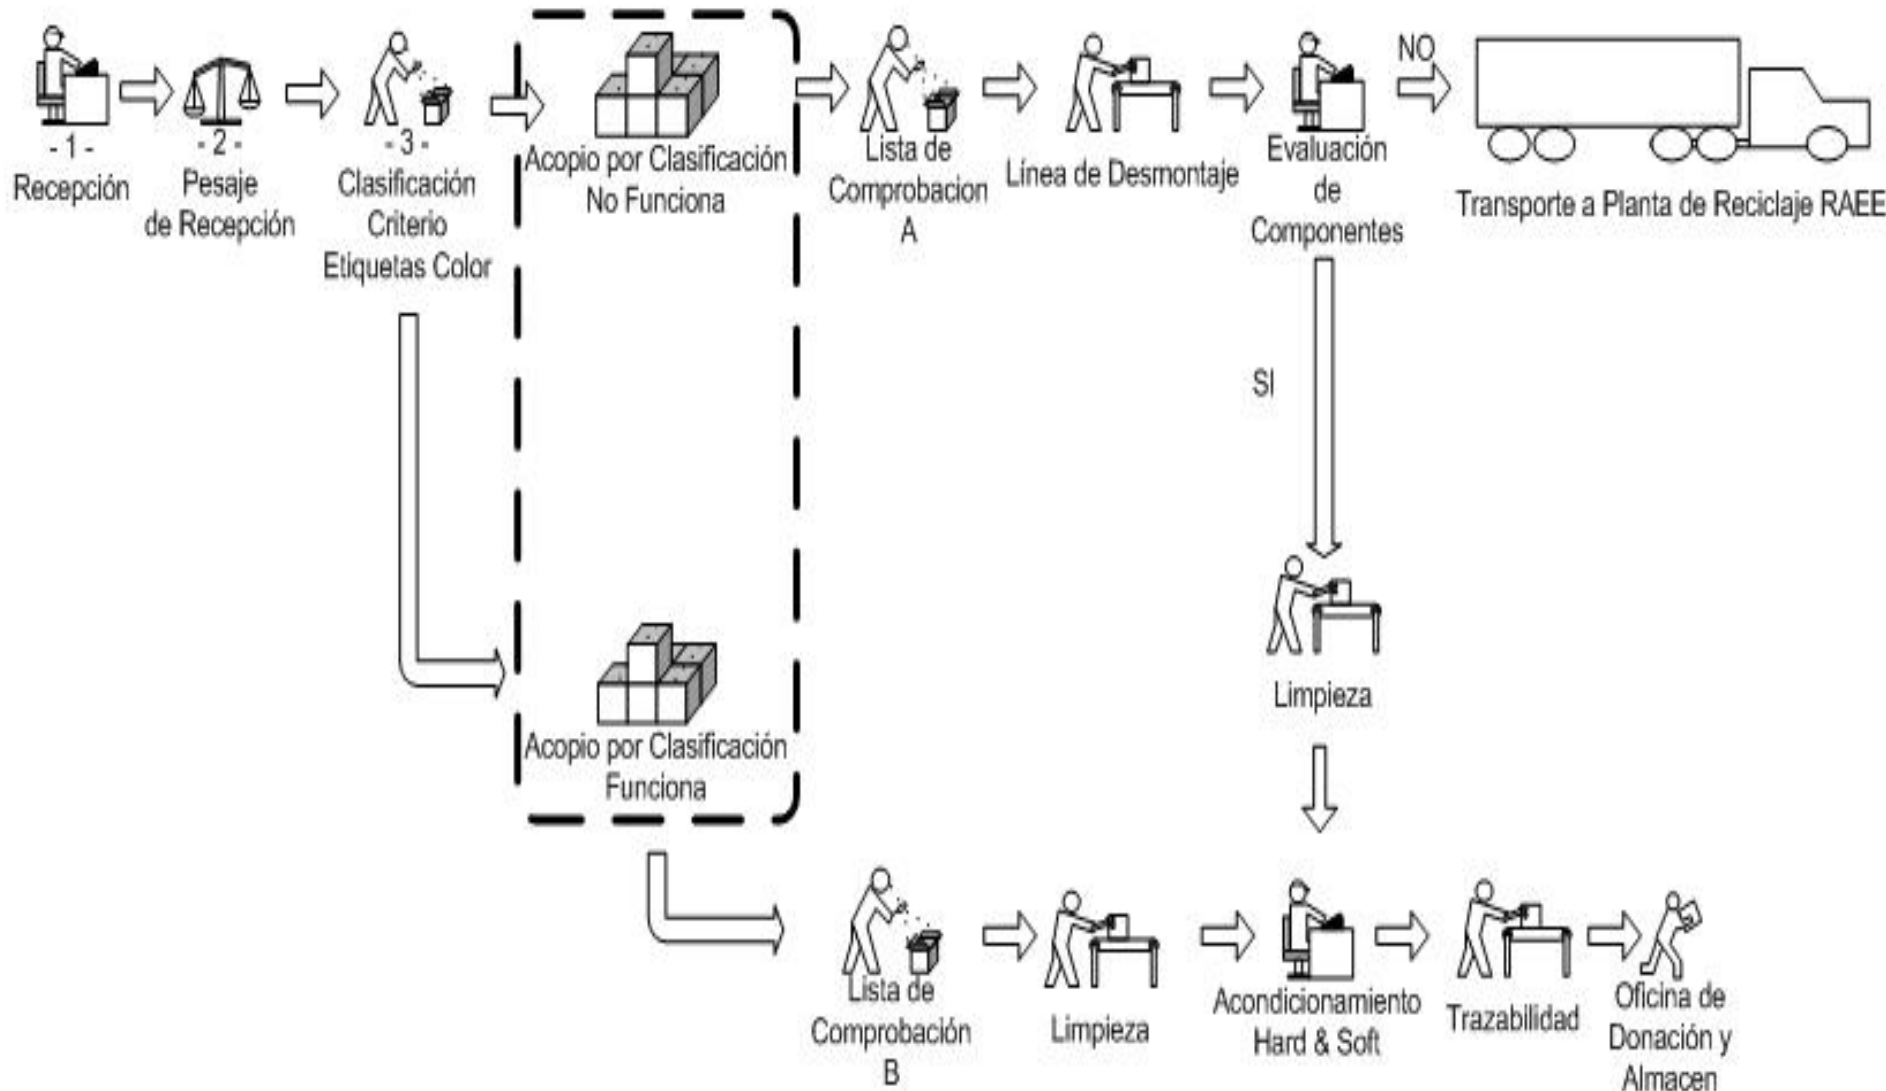 - 1 -
Recepción
- 2 -
Pesaje
de Recepción
- 3 -
Clasificación
Criterio
Etiquetas Color
Acopio por Clasificación
No Funciona
Lista de
Comprobacion
A
Línea de Desmontaje
Evaluación
de
Componentes
NO
Transporte a Planta de Reciclaje RAEE
SI
Limpieza
Acopio por Clasificación
Funciona
Lista de
Comprobación
B
Limpieza
Acondicionamiento
Hard & Soft
Trazabilidad
Oficina de
Donación y
Almacen